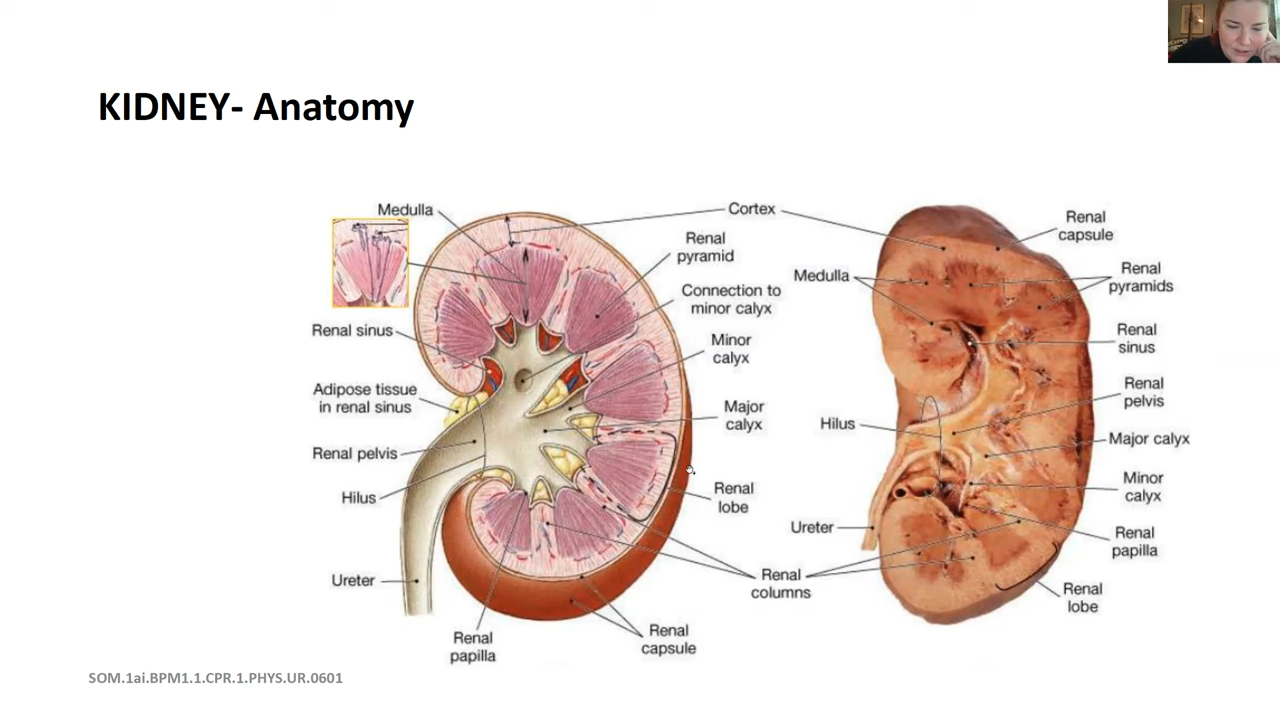 KIDNEY- Anatomy
Medulla
Cortex
Renal
pyramid
Connection to
minor calyx
Renal sinus
Minor
calyx
Adipose tissue
in renal sinus
Major
calyx
Renal pelvis
Hilus
Renal
lobe
Ureter
Renal
columns
Renal
papilla
Renal
capsule
Renal
capsule
Medulla
Renal
pyramids
Renal
sinus
Renal
pelvis
Hilus
Major calyx
Minor
calyx
Ureter
Renal
papilla
Renal
lobe
SOM.1ai.BPM1.1.CPR.1.PHYS.UR.0601